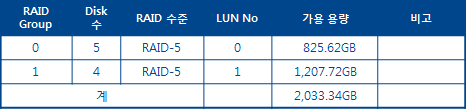 RAID Group Disk 수 RAID 수준 LUN No 가용 용량 비고
0 5 RAID-5 0 825.62GB
1 4 RAID-5 1 1,207.72GB
계 2,033.34GB